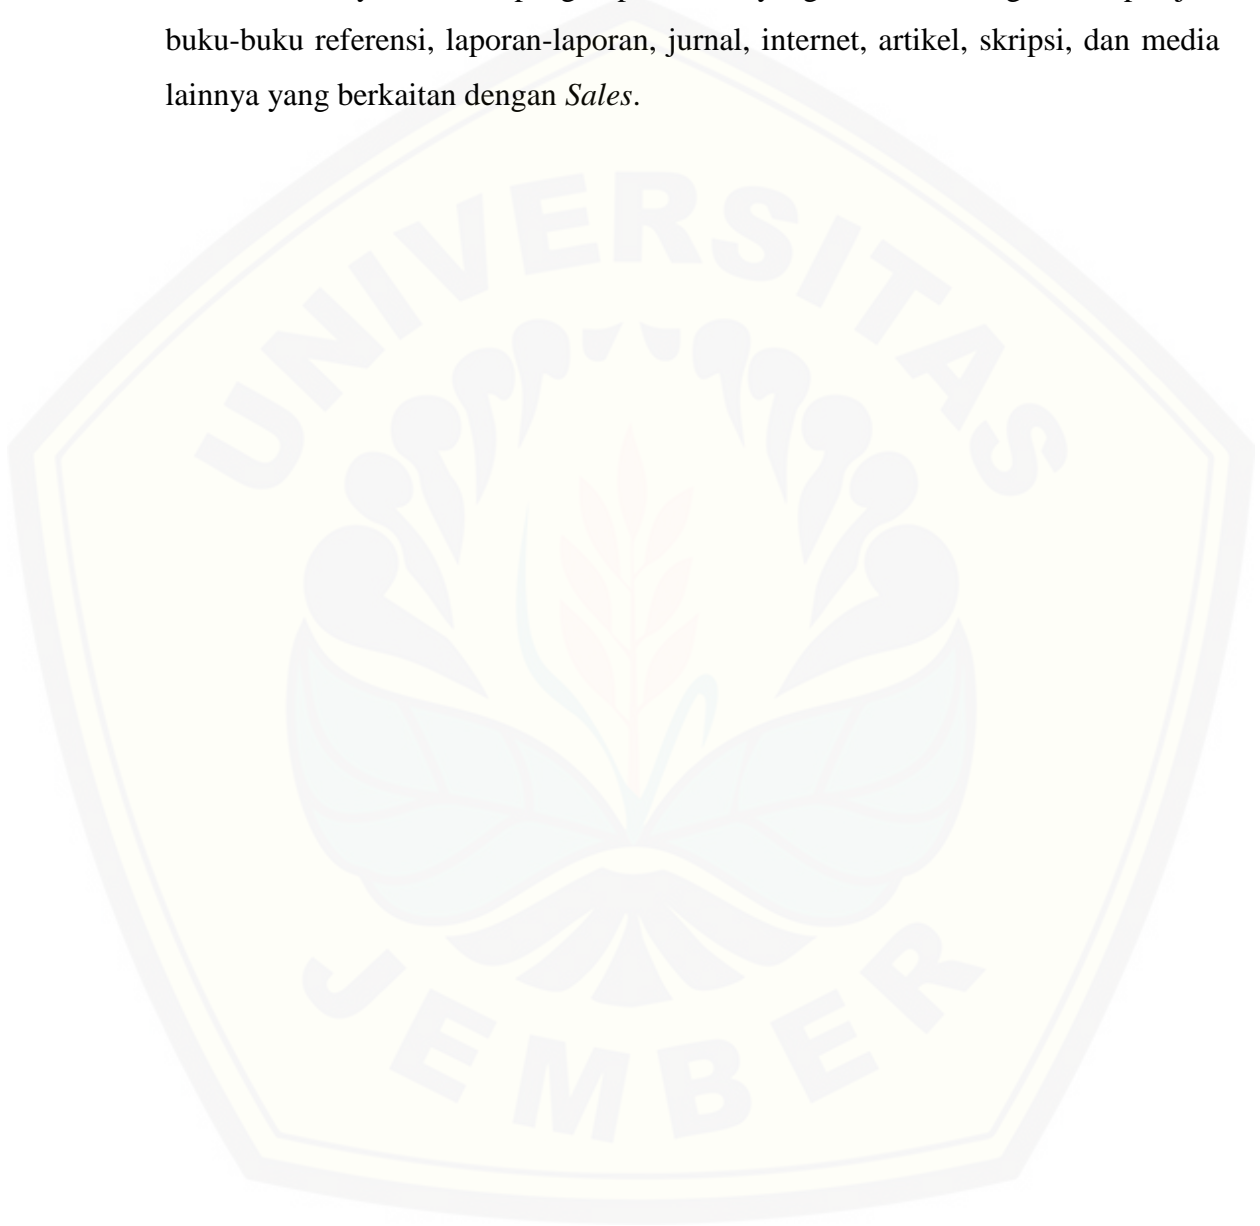 buku-buku referensi, laporan-laporan, jurnal, internet, artikel, skripsi, dan media
lainnya yang berkaitan dengan Sales.
UNIVERSITAS
JEMBER